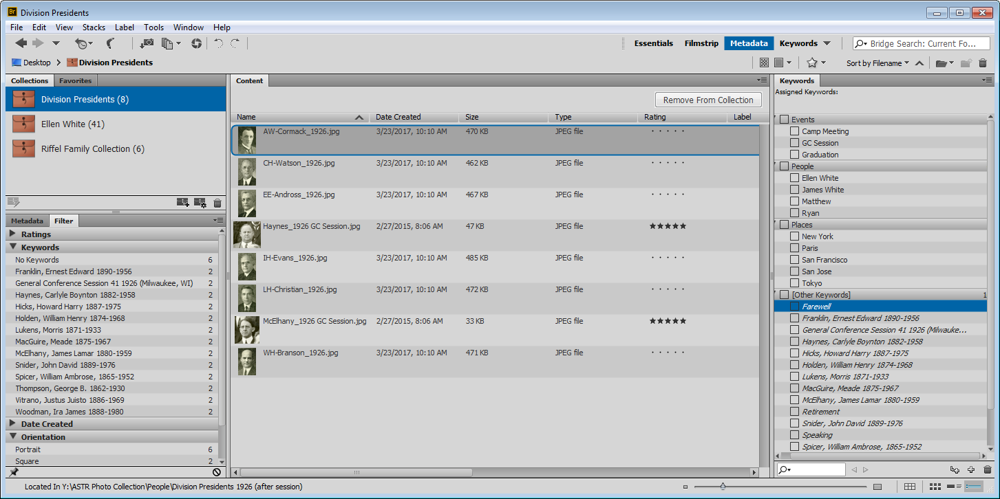 Br Division Presidents
File Edit View Stacks Label Tools Window Help
Essentials Filmstrip Metadata Keywords Bridge Search: Current Fo...
Desktop Division Presidents Sort by Filename
Collections Favorites
Division Presidents (8)
Ellen White (41)
Riffel Family Collection (6)
Metadata Filter
Ratings
Keywords
No Keywords 6
Franklin, Ernest Edward 1890-1956 2
General Conference Session 41 1926 (Milwaukee, WI) 2
Haynes, Carlyle Boynton 1882-1958 2
Hicks, Howard Harry 1887-1975 2
Holden, William Henry 1874-1968 2
Lukens, Morris 1871-1933 2
MacGuire, Meade 1875-1967 2
McElhany, James Lamar 1880-1959 2
Snider, John David 1889-1976 2
Spicer, William Ambrose, 1865-1952 2
Thompson, George B. 1862-1930 2
Vitrano, Justus Juisto 1886-1969 2
Woodman, Ira James 1888-1980 2
Date Created
Orientation
Portrait 6
Square 2
Content
Remove From Collection
Name Date Created Size Type Rating Label
AW-Cormack_1926.jpg 3/23/2017, 10:10 AM 470 KB JPEG file
CH-Watson_1926.jpg 3/23/2017, 10:10 AM 462 KB JPEG file
EE-Andross_1926.jpg 3/23/2017, 10:10 AM 467 KB JPEG file
Haynes_1926 GC Session.jpg 2/27/2015, 8:06 AM 47 KB JPEG file ★★★★★
IH-Evans_1926.jpg 3/23/2017, 10:10 AM 485 KB JPEG file
LH-Christian_1926.jpg 3/23/2017, 10:10 AM 472 KB JPEG file
McElhany_1926 GC Session.jpg 2/27/2015, 8:06 AM 33 KB JPEG file ★★★★★
WH-Branson_1926.jpg 3/23/2017, 10:10 AM 471 KB JPEG file
Keywords
Assigned Keywords:
Events
Camp Meeting
GC Session
Graduation
People
Ellen White
James White
Matthew
Ryan
Places
New York
Paris
San Francisco
San Jose
Tokyo
[Other Keywords] 1
Farewell
Franklin, Ernest Edward 1890-1956
General Conference Session 41 1926 (Milwauke...
Haynes, Carlyle Boynton 1882-1958
Hicks, Howard Harry 1887-1975
Holden, William Henry 1874-1968
Lukens, Morris 1871-1933
MacGuire, Meade 1875-1967
McElhany, James Lamar 1880-1959
Retirement
Snider, John David 1889-1976
Speaking
Spicer, William Ambrose, 1865-1952
Located In Y:\ASTR Photo Collection\People\Division Presidents 1926 (after session)